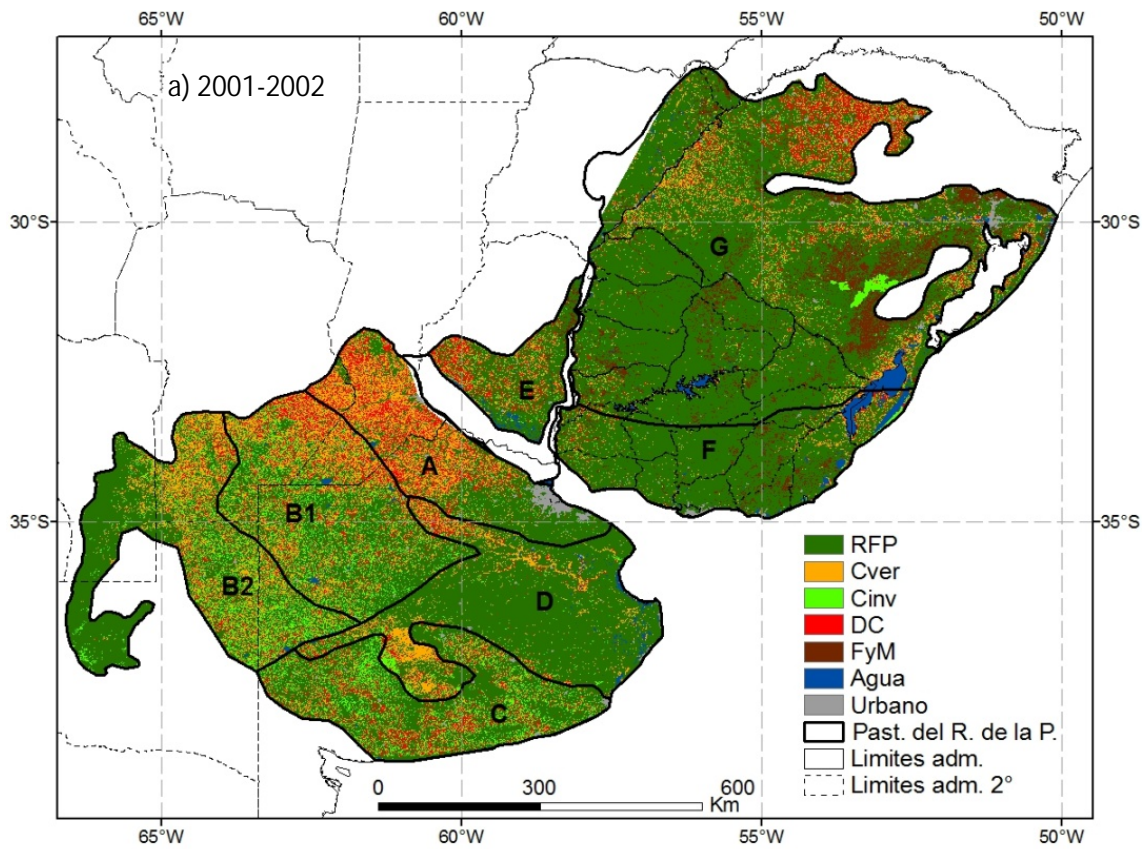 65°W 60°W 55°W 50°W
a) 2001-2002
30°S 30°S
G
E
A
F
B1
35°S 35°S
B2
D
C
RFP
Cver
Cinv
DC
FyM
Agua
Urbano
Past. del R. de la P.
Limites adm.
Limites adm. 2°
0 300 600
Km
65°W 60°W 55°W 50°W